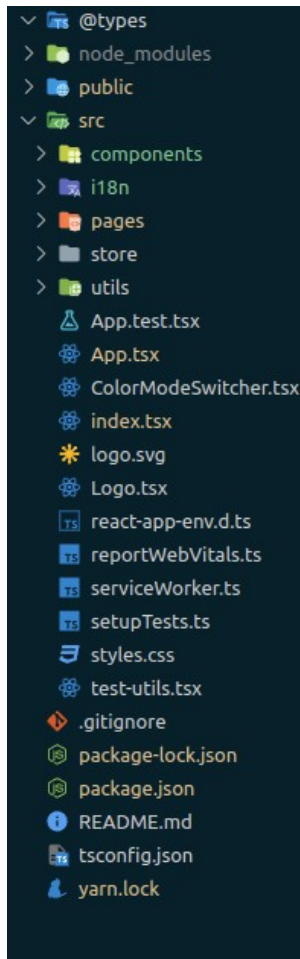 @types
node_modules
public
src
components
i18n
pages
store
utils
App.test.tsx
App.tsx
ColorModeSwitcher.tsx
index.tsx
logo.svg
Logo.tsx
react-app-env.d.ts
reportWebVitals.ts
serviceWorker.ts
setupTests.ts
styles.css
test-utils.tsx
.gitignore
package-lock.json
package.json
README.md
tsconfig.json
yarn.lock